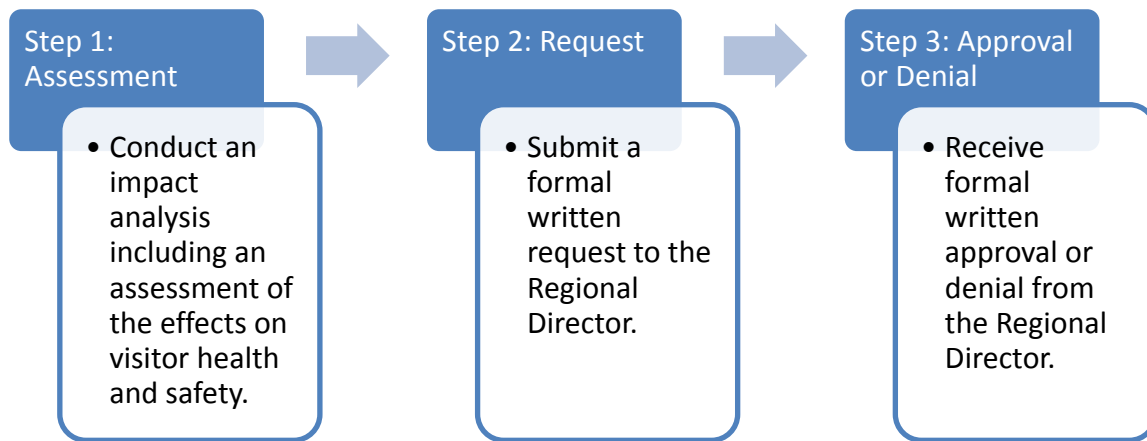 Step 1:
Assessment
• Conduct an
impact
analysis
including an
assessment of
the effects on
visitor health
and safety.
Step 2: Request
• Submit a
formal
written
request to the
Regional
Director.
Step 3: Approval
or Denial
• Receive
formal
written
approval or
denial from
the Regional
Director.